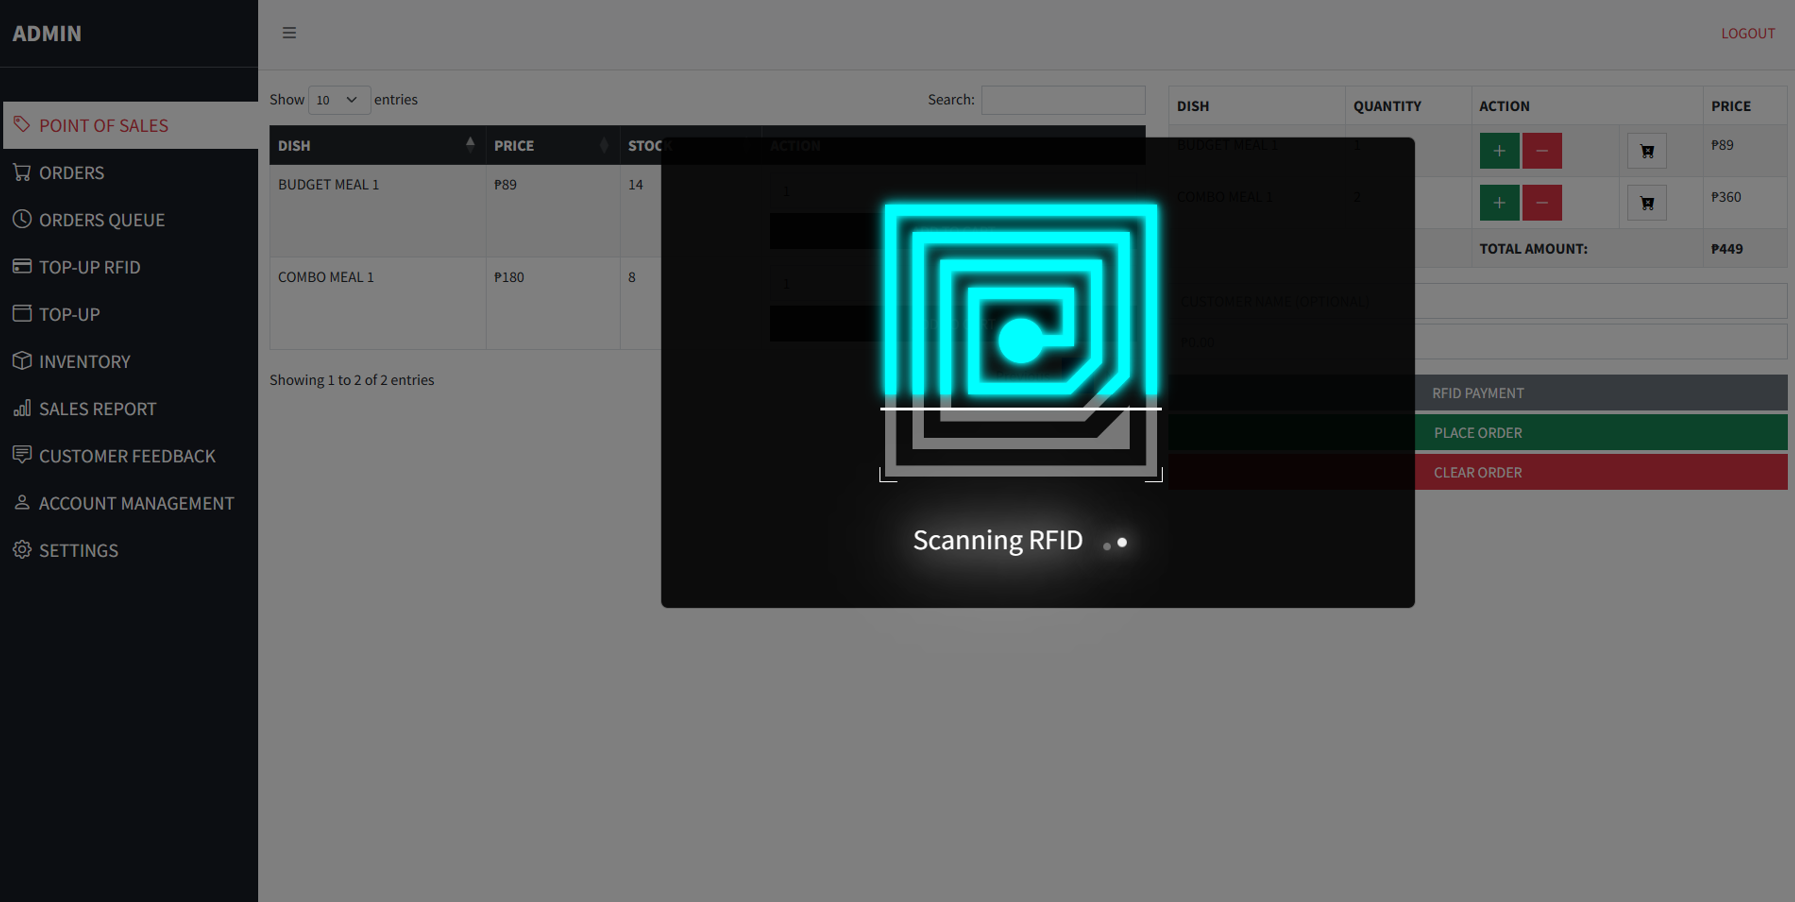 ADMIN
LOGOUT
POINT OF SALES
ORDERS
ORDERS QUEUE
TOP-UP RFID
TOP-UP
INVENTORY
SALES REPORT
CUSTOMER FEEDBACK
ACCOUNT MANAGEMENT
SETTINGS
Show 10 entries
Search:
DISH PRICE STOCK ACTION
BUDGET MEAL 1 ₱89 14 1
COMBO MEAL 1 ₱180 8 1
Showing 1 to 2 of 2 entries
Scanning RFID
DISH QUANTITY ACTION PRICE
BUDGET MEAL 1 1 + − ₱89
COMBO MEAL 1 2 + − ₱360
TOTAL AMOUNT: ₱449
CUSTOMER NAME (OPTIONAL)
₱0.00
RFID PAYMENT
PLACE ORDER
CLEAR ORDER